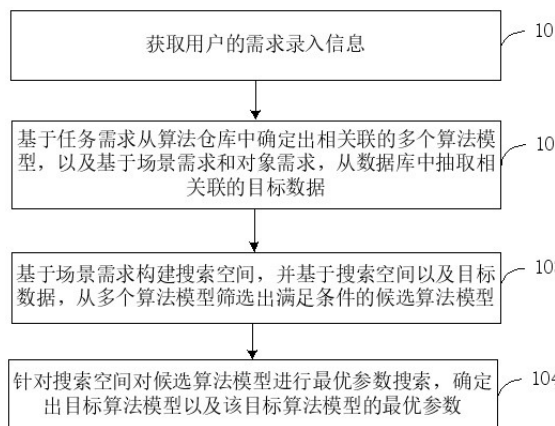 获取用户的需求录入信息
10
基于任务需求从算法仓库中确定出相关联的多个算法模
型，以及基于场景需求和对象需求，从数据库中抽取相
关联的目标数据
10
基于场景需求构建搜索空间，并基于搜索空间以及目标
数据，从多个算法模型筛选出满足条件的候选算法模型
10
针对搜索空间对候选算法模型进行最优参数搜索，确定
出目标算法模型以及该目标算法模型的最优参数
104